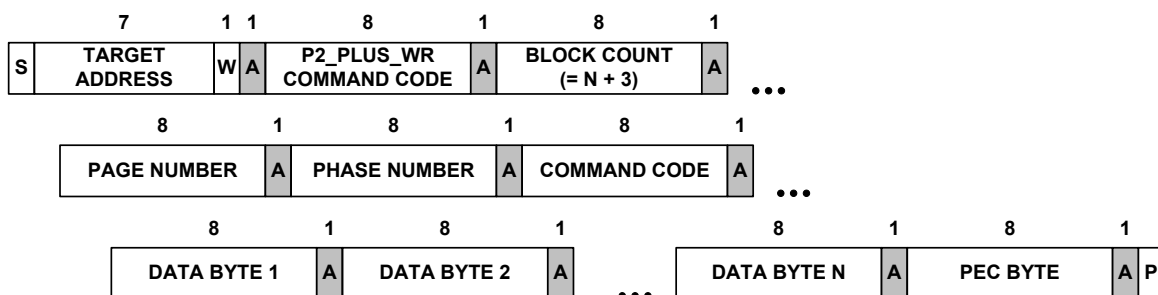 7 1 1 8 1 8 1
S TARGET ADDRESS W A P2_PLUS_WR COMMAND CODE A BLOCK COUNT (= N + 3) A •••
8 1 8 1 8 1
PAGE NUMBER A PHASE NUMBER A COMMAND CODE A •••
8 1 8 1 8 1 8 1
DATA BYTE 1 A DATA BYTE 2 A ••• DATA BYTE N A PEC BYTE A P